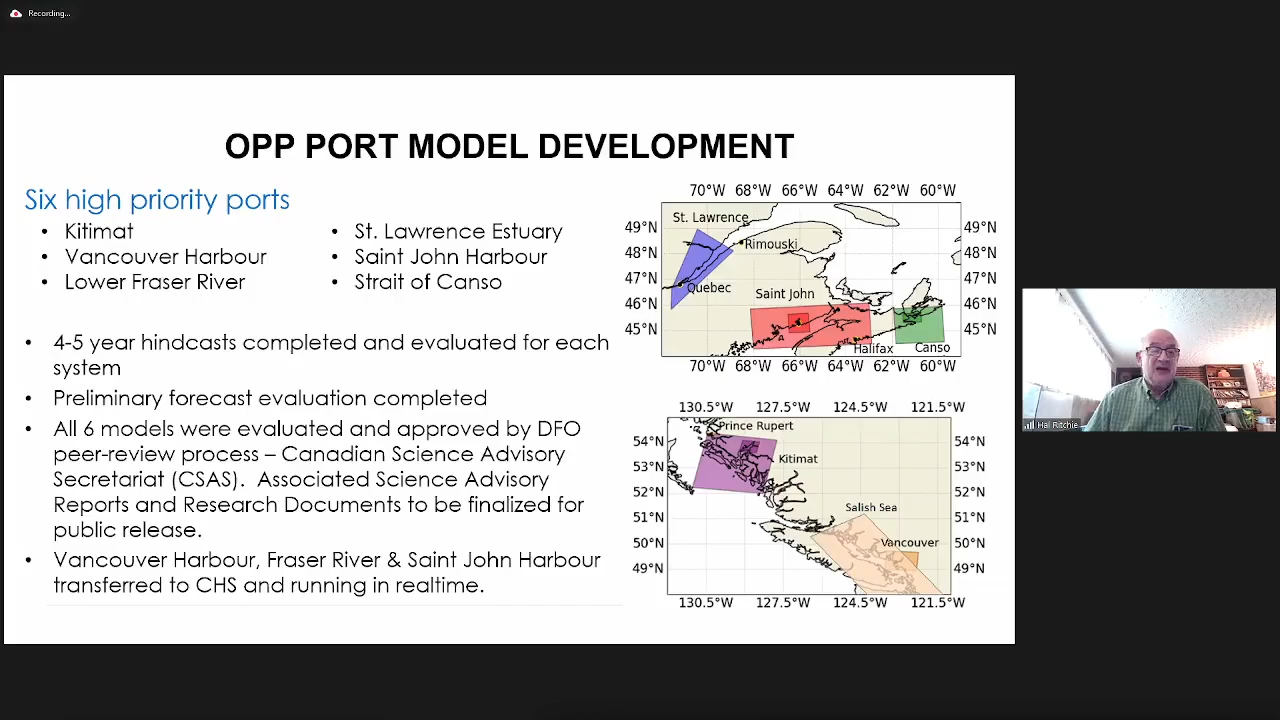 Recording...
OPP PORT MODEL DEVELOPMENT
Six high priority ports
• Kitimat
• Vancouver Harbour
• Lower Fraser River
• St. Lawrence Estuary
• Saint John Harbour
• Strait of Canso
• 4-5 year hindcasts completed and evaluated for each
system
• Preliminary forecast evaluation completed
• All 6 models were evaluated and approved by DFO
peer-review process – Canadian Science Advisory
Secretariat (CSAS). Associated Science Advisory
Reports and Research Documents to be finalized for
public release.
• Vancouver Harbour, Fraser River & Saint John Harbour
transferred to CHS and running in realtime.
70°W 68°W 66°W 64°W 62°W 60°W
St. Lawrence
49°N 49°N
Rimouski
48°N 48°N
47°N 47°N
Quebec
Saint John
46°N 46°N
45°N 45°N
Halifax Canso
70°W 68°W 66°W 64°W 62°W 60°W
130.5°W 127.5°W 124.5°W 121.5°W
Prince Rupert
54°N 54°N
Kitimat
53°N 53°N
52°N 52°N
Salish Sea
51°N 51°N
Vancouver
50°N 50°N
49°N 49°N
130.5°W 127.5°W 124.5°W 121.5°W
Hal Ritchie